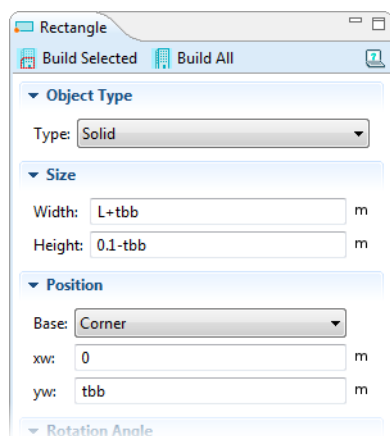 Rectangle
Build Selected Build All
Object Type
Type: Solid
Size
Width: L+tbb m
Height: 0.1-tbb m
Position
Base: Corner
xw: 0 m
yw: tbb m
Rotation Angle